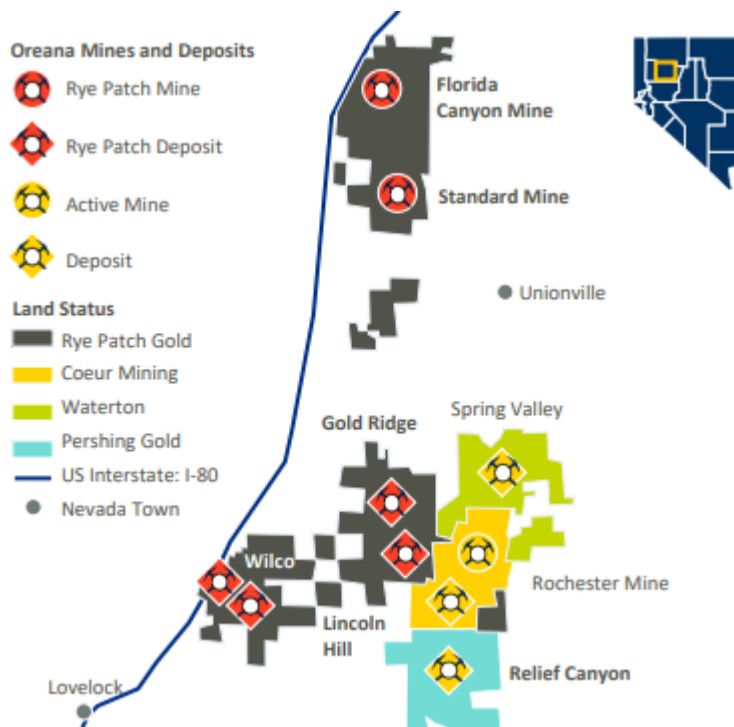 Oreana Mines and Deposits
Rye Patch Mine
Rye Patch Deposit
Active Mine
Deposit
Land Status
Rye Patch Gold
Coeur Mining
Waterton
Pershing Gold
US Interstate: I-80
Nevada Town
Florida
Canyon Mine
Standard Mine
Unionville
Spring Valley
Gold Ridge
Wilco
Rochester Mine
Lincoln
Hill
Relief Canyon
Lovelock